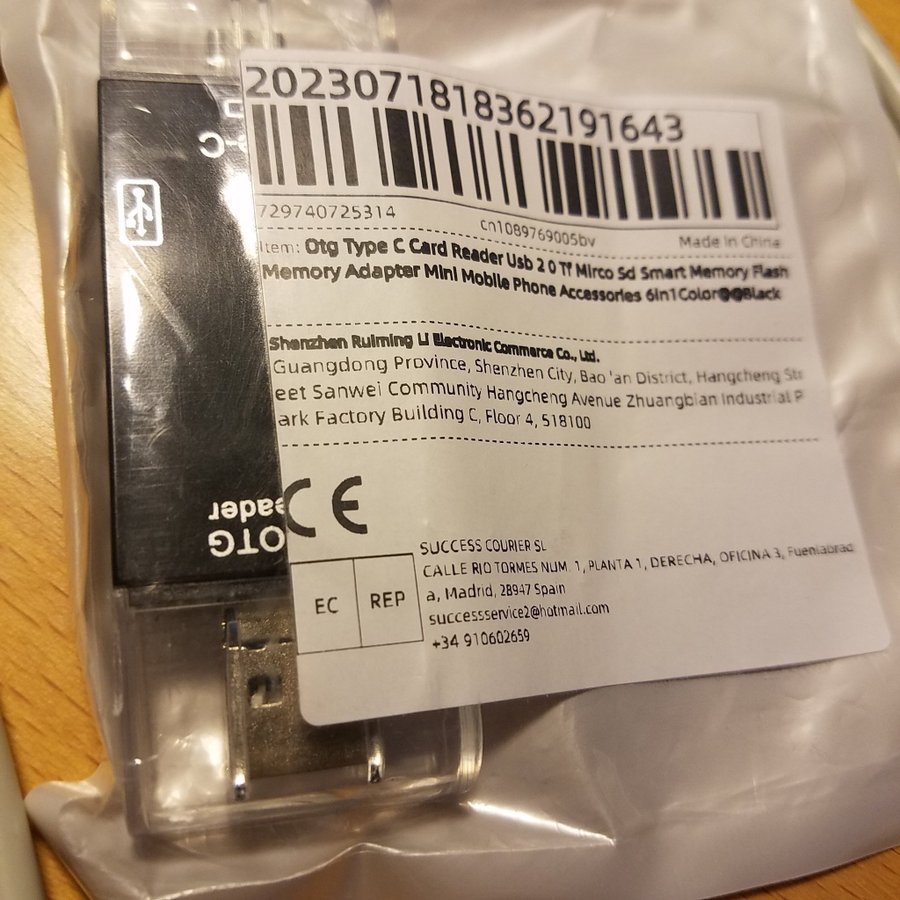 20230718183621​91643
729740725314
cn1089769005bv
Made in China
Item: Otg Type C Card Reader Usb 2 0 Tf Mirco Sd Smart Memory Flash
Memory Adapter Mini Mobile Phone Accessories 6in1Color@@Black
Shenzhen Ruiming Li Electronic Commerce Co., Ltd.
Guangdong Province, Shenzhen City, Bao 'an District, Hangcheng Str
eet Sanwei Community Hangcheng Avenue Zhuangbian Industrial P
ark Factory Building C, Floor 4, 518100
CE
EC REP
SUCCESS COURIER SL
CALLE RIO TORMES NUM. 1, PLANTA 1, DERECHA, OFICINA 3, Fuenlabrad
a, Madrid, 28947 Spain
successservice2@hotmail.com
+34 910602659
-C
OTG
eader